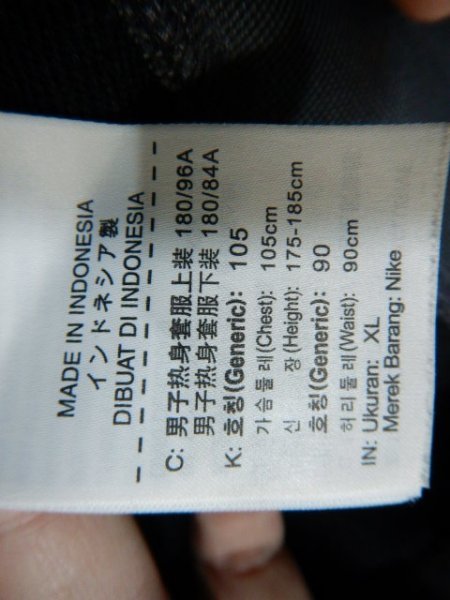 MADE IN INDONESIA
インドネシア製
DIBUAT DI INDONESIA
C: 男子热身套服上装 180/96A
男子热身套服下装 180/84A
K: 호칭(Generic): 105
가슴둘레(Chest): 105cm
신 장(Height): 175-185cm
호칭(Generic): 90
허리둘레(Waist): 90cm
IN: Ukuran: XL
Merek Barang: Nike